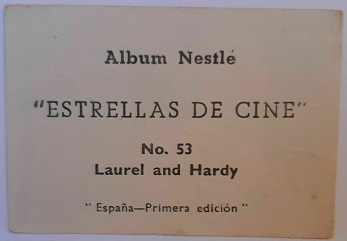 Album Nestlé
"ESTRELLAS DE CINE"
No. 53
Laurel and Hardy
" España—Primera edición "